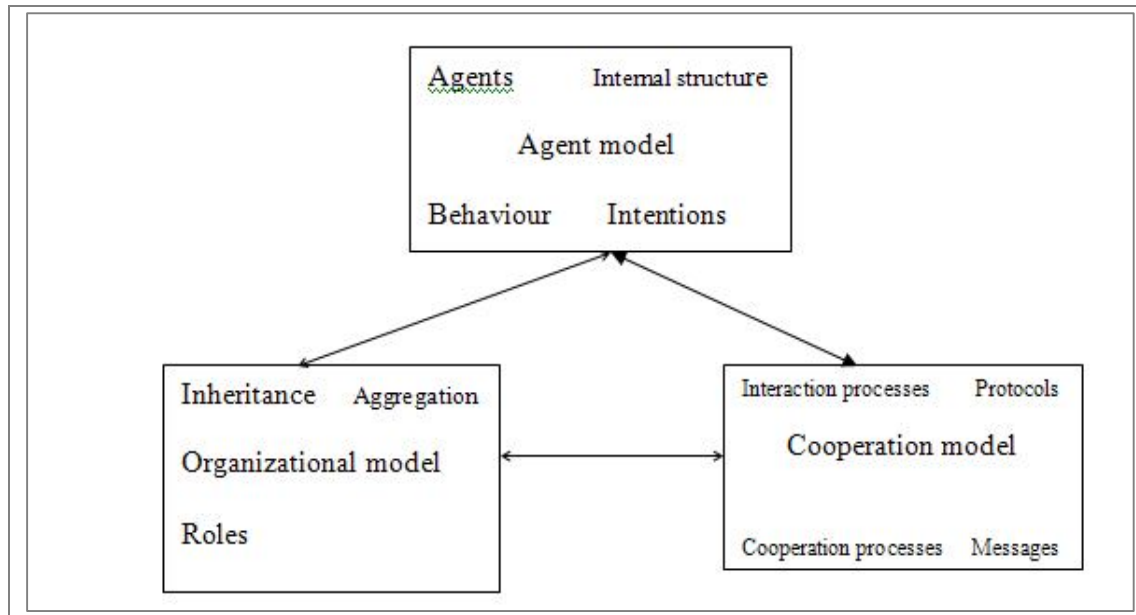 Agents Internal structure
Agent model
Behaviour Intentions
Inheritance Aggregation
Organizational model
Roles
Interaction processes Protocols
Cooperation model
Cooperation processes Messages